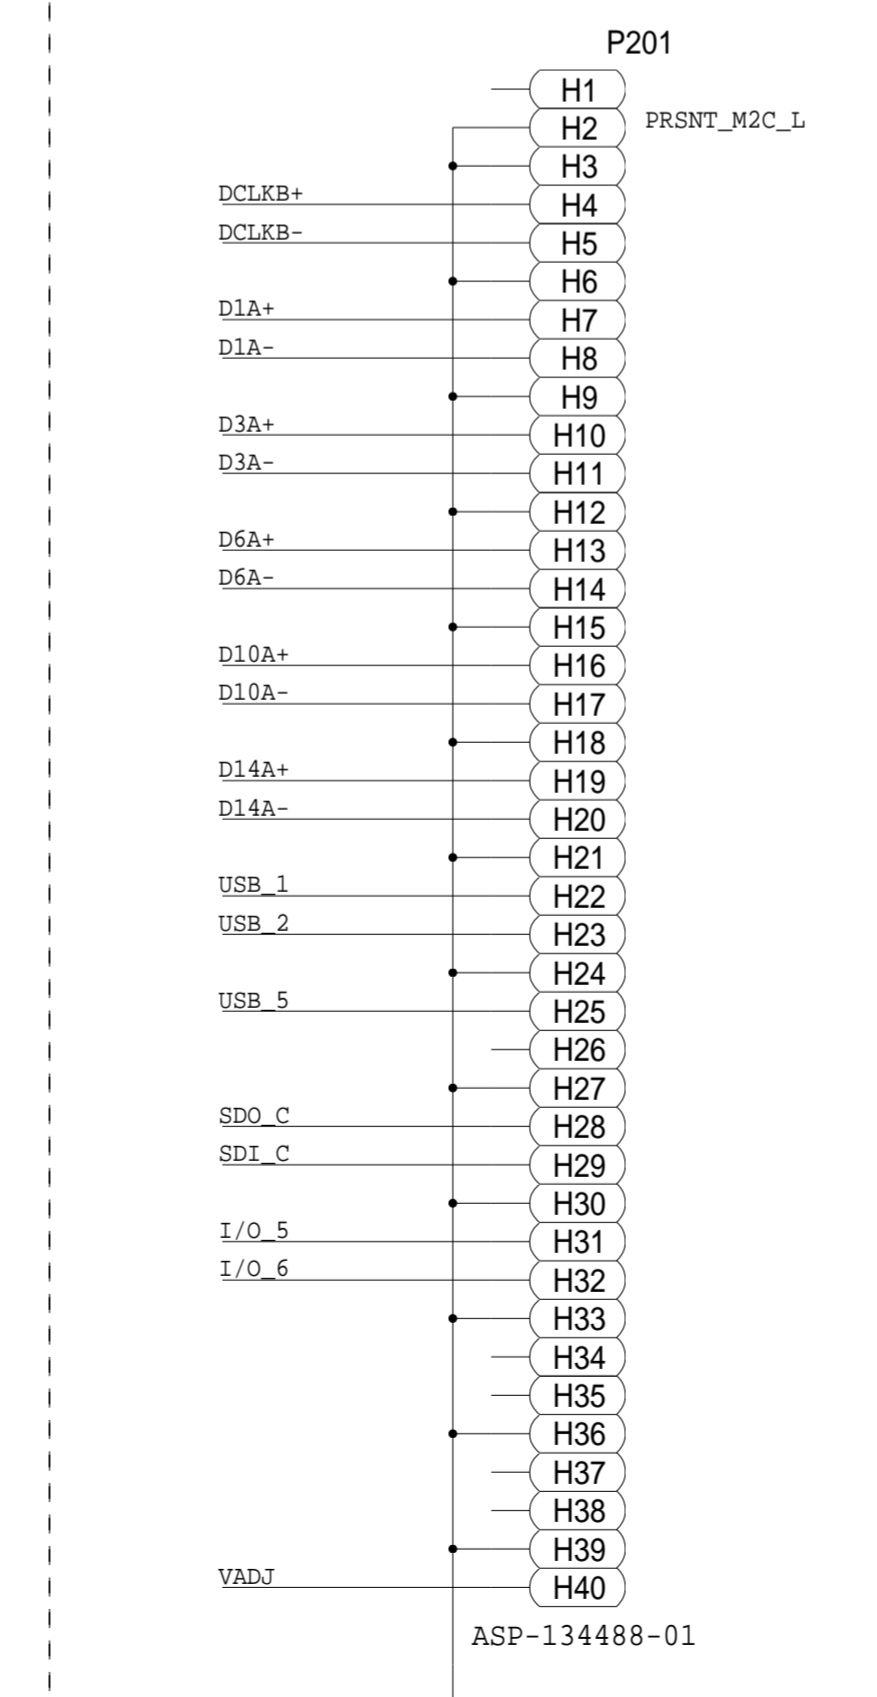 P201
H1
H2 PRSNT_M2C_L
H3
DCLKB+ H4
DCLKB- H5
H6
D1A+ H7
D1A- H8
H9
D3A+ H10
D3A- H11
H12
D6A+ H13
D6A- H14
H15
D10A+ H16
D10A- H17
H18
D14A+ H19
D14A- H20
H21
USB_1 H22
USB_2 H23
H24
USB_5 H25
H26
H27
SDO_C H28
SDI_C H29
H30
I/O_5 H31
I/O_6 H32
H33
H34
H35
H36
H37
H38
H39
VADJ H40
ASP-134488-01